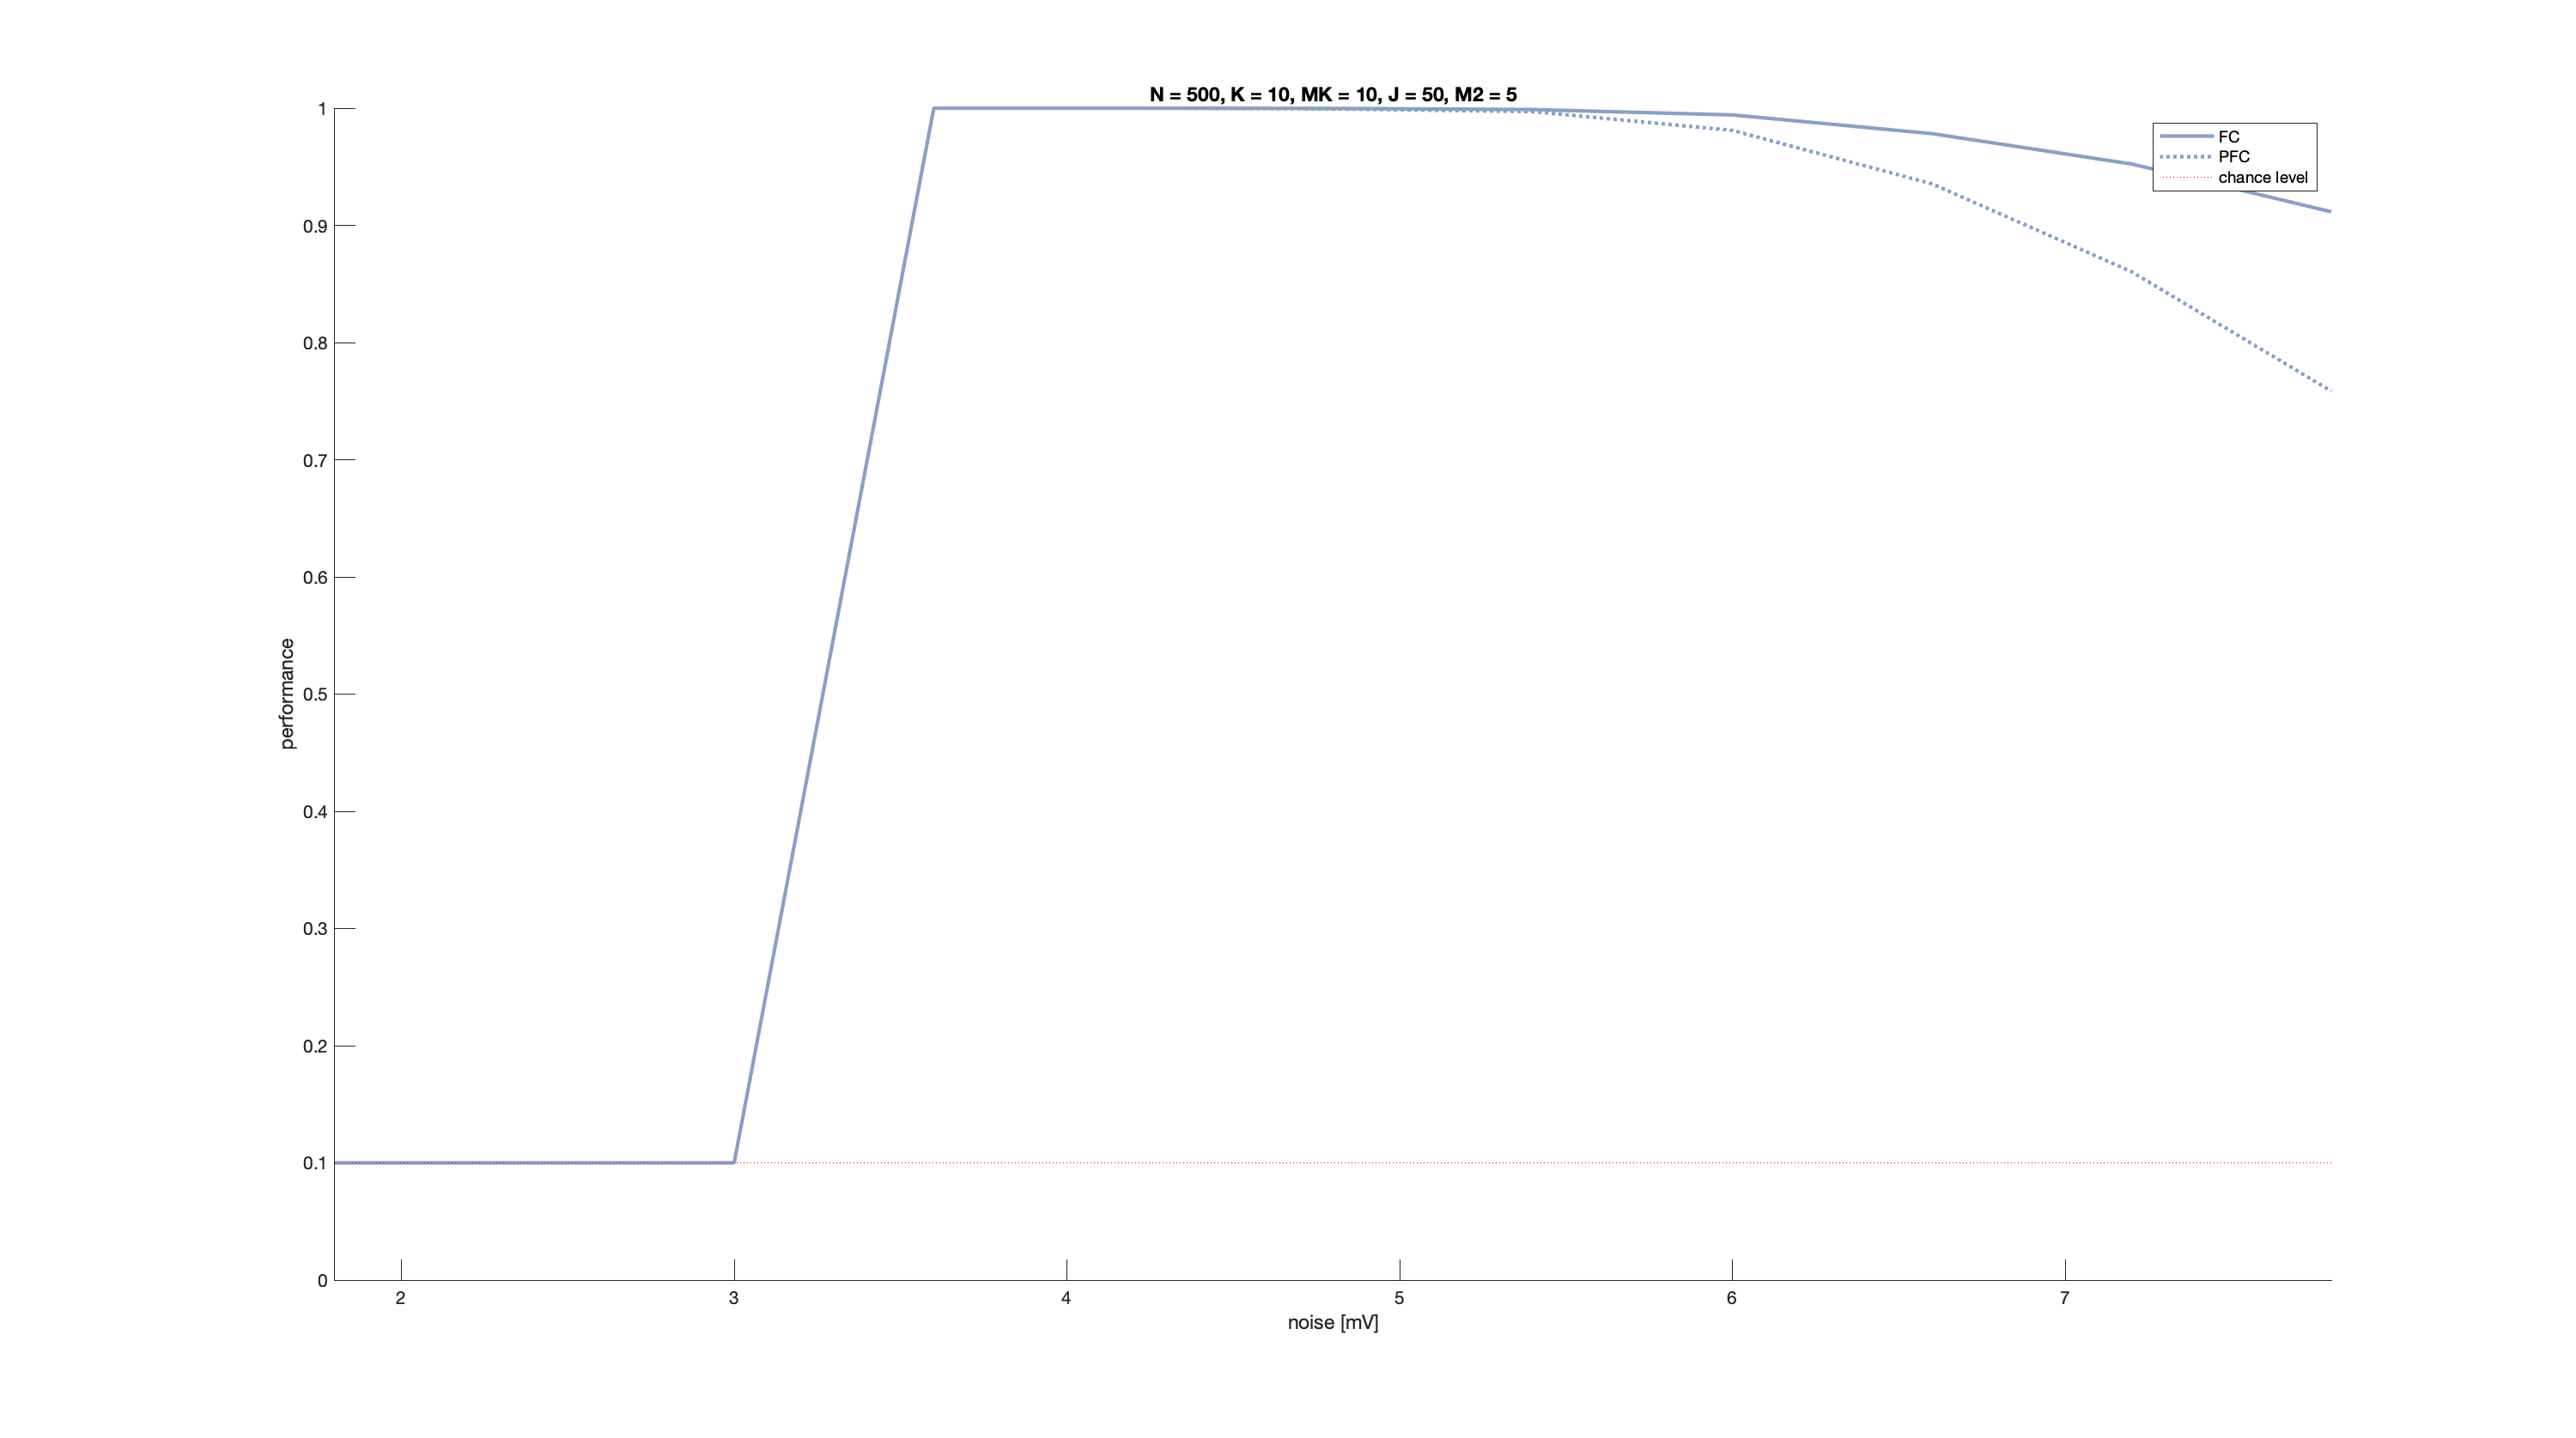 N = 500, K = 10, MK = 10, J = 50, M2 = 5
FC
PFC
chance level
1
0.9
0.8
0.7
0.6
0.5
0.4
0.3
0.2
0.1
0
performance
2 3 4 5 6 7
noise [mV]